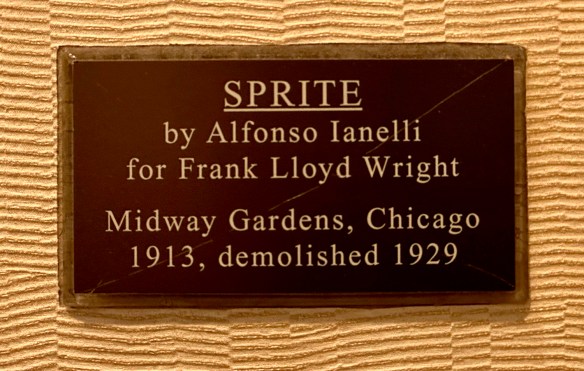 SPRITE
by Alfonso Ianelli
for Frank Lloyd Wright
Midway Gardens, Chicago
1913, demolished 1929